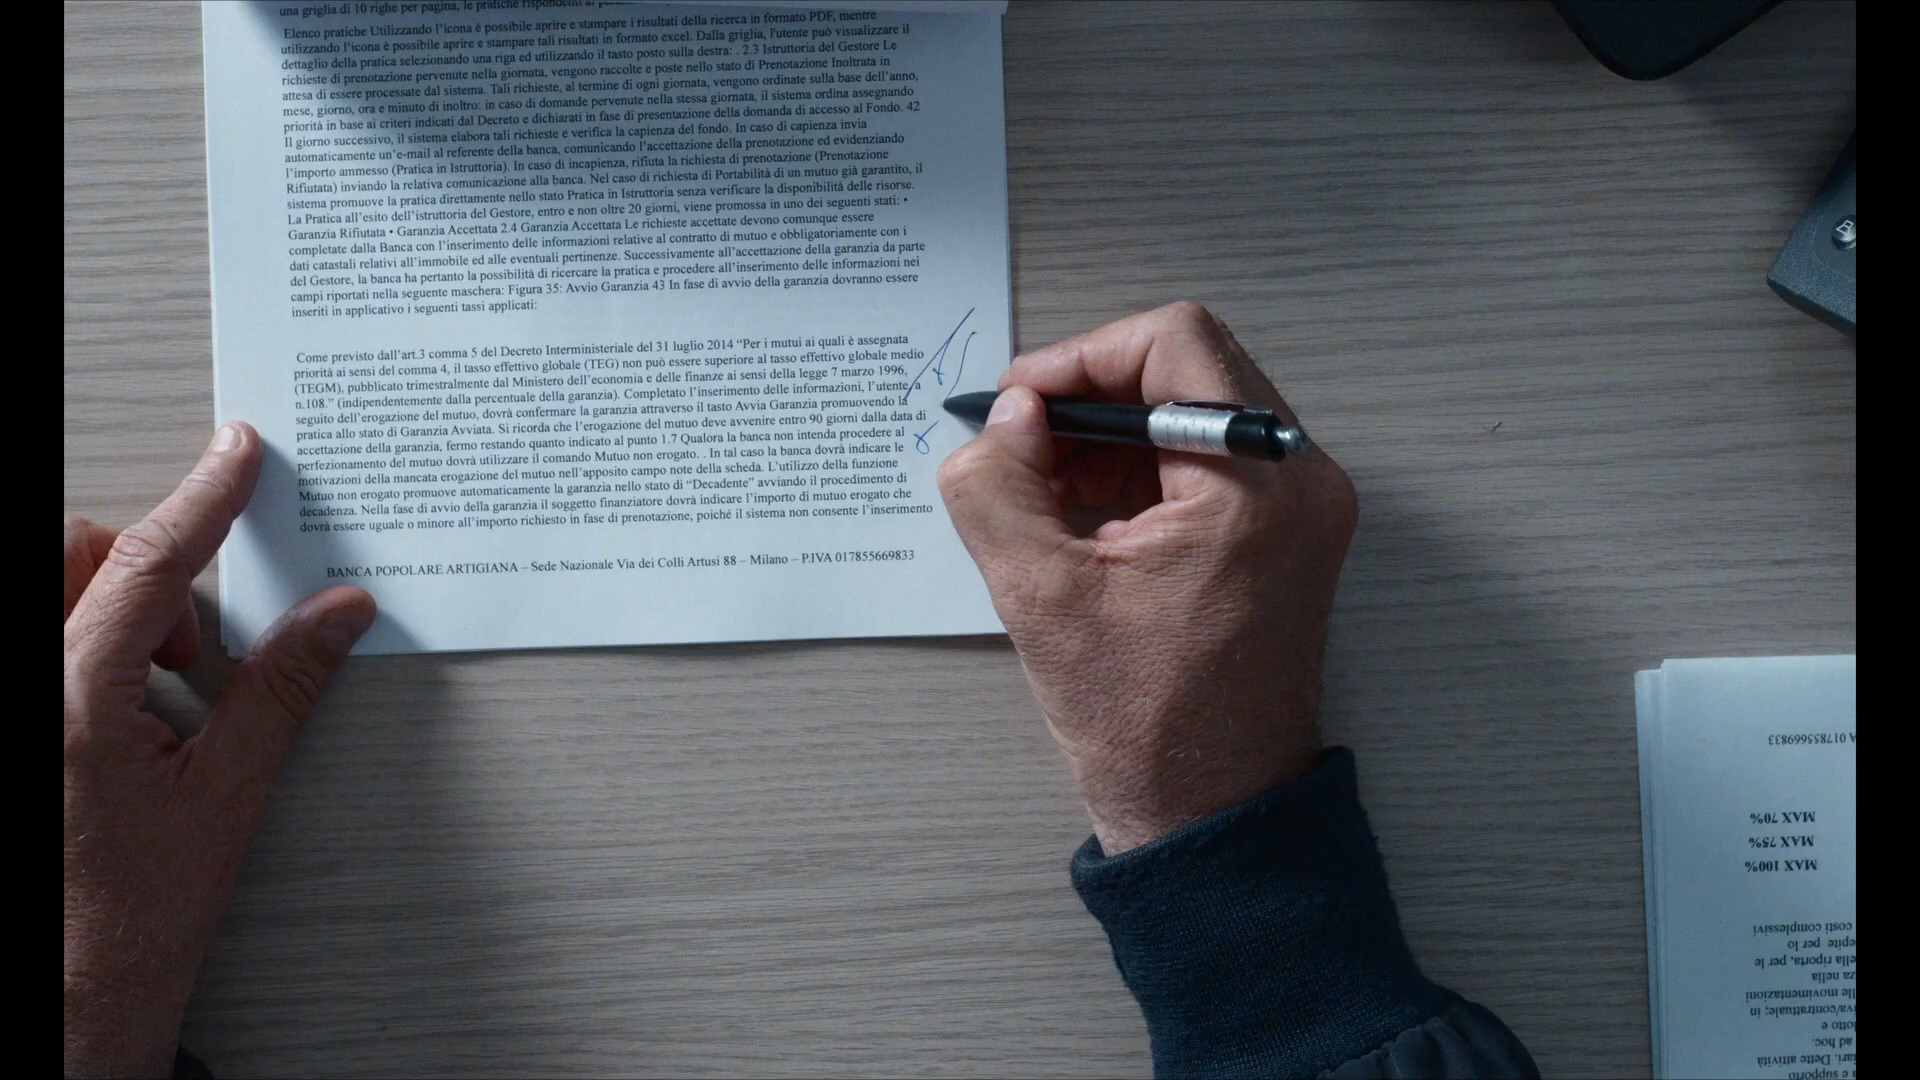 una griglia di 10 righe per pagina, le pratiche rispondenti ai
Elenco pratiche Utilizzando l’icona è possibile aprire e stampare i risultati della ricerca in formato PDF, mentre
utilizzando l’icona è possibile aprire e stampare tali risultati in formato excel. Dalla griglia, l'utente può visualizzare il
dettaglio della pratica selezionando una riga ed utilizzando il tasto posto sulla destra: . 2.3 Istruttoria del Gestore Le
richieste di prenotazione pervenute nella giornata, vengono raccolte e poste nello stato di Prenotazione Inoltrata in
attesa di essere processate dal sistema. Tali richieste, al termine di ogni giornata, vengono ordinate sulla base dell’anno,
mese, giorno, ora e minuto di inoltro: in caso di domande pervenute nella stessa giornata, il sistema ordina assegnando
priorità in base ai criteri indicati dal Decreto e dichiarati in fase di presentazione della domanda di accesso al Fondo. 42
Il giorno successivo, il sistema elabora tali richieste e verifica la capienza del fondo. In caso di capienza invia
automaticamente un’e-mail al referente della banca, comunicando l’accettazione della prenotazione ed evidenziando
l’importo ammesso (Pratica in Istruttoria). In caso di incapienza, rifiuta la richiesta di prenotazione (Prenotazione
Rifiutata) inviando la relativa comunicazione alla banca. Nel caso di richiesta di Portabilità di un mutuo già garantito, il
sistema promuove la pratica direttamente nello stato Pratica in Istruttoria senza verificare la disponibilità delle risorse.
La Pratica all’esito dell’istruttoria del Gestore, entro e non oltre 20 giorni, viene promossa in uno dei seguenti stati: •
Garanzia Rifiutata • Garanzia Accettata 2.4 Garanzia Accettata Le richieste accettate devono comunque essere
completate dalla Banca con l’inserimento delle informazioni relative al contratto di mutuo e obbligatoriamente con i
dati catastali relativi all’immobile ed alle eventuali pertinenze. Successivamente all’accettazione della garanzia da parte
del Gestore, la banca ha pertanto la possibilità di ricercare la pratica e procedere all’inserimento delle informazioni nei
campi riportati nella seguente maschera: Figura 35: Avvio Garanzia 43 In fase di avvio della garanzia dovranno essere
inseriti in applicativo i seguenti tassi applicati:
Come previsto dall’art.3 comma 5 del Decreto Interministeriale del 31 luglio 2014 “Per i mutui ai quali è assegnata
priorità ai sensi del comma 4, il tasso effettivo globale (TEG) non può essere superiore al tasso effettivo globale medio
(TEGM), pubblicato trimestralmente dal Ministero dell’economia e delle finanze ai sensi della legge 7 marzo 1996,
n.108.” (indipendentemente dalla percentuale della garanzia). Completato l’inserimento delle informazioni, l’utente, a
seguito dell’erogazione del mutuo, dovrà confermare la garanzia attraverso il tasto Avvia Garanzia promuovendo la
pratica allo stato di Garanzia Avviata. Si ricorda che l’erogazione del mutuo deve avvenire entro 90 giorni dalla data di
accettazione della garanzia, fermo restando quanto indicato al punto 1.7 Qualora la banca non intenda procedere al
perfezionamento del mutuo dovrà utilizzare il comando Mutuo non erogato. . In tal caso la banca dovrà indicare le
motivazioni della mancata erogazione del mutuo nell’apposito campo note della scheda. L’utilizzo della funzione
Mutuo non erogato promuove automaticamente la garanzia nello stato di “Decadente” avviando il procedimento di
decadenza. Nella fase di avvio della garanzia il soggetto finanziatore dovrà indicare l’importo di mutuo erogato che
dovrà essere uguale o minore all’importo richiesto in fase di prenotazione, poiché il sistema non consente l’inserimento
BANCA POPOLARE ARTIGIANA – Sede Nazionale Via dei Colli Artusi 88 – Milano – P.IVA 017855669833
a e supporto
nari. Dette attività
ad hoc.
dotto e
iva/contrattuale; in
lle movimentazioni
za nella
ella riporta, per le
epite per lo
costi complessivi
MAX 100%
MAX 75%
MAX 70%
A 017855669833